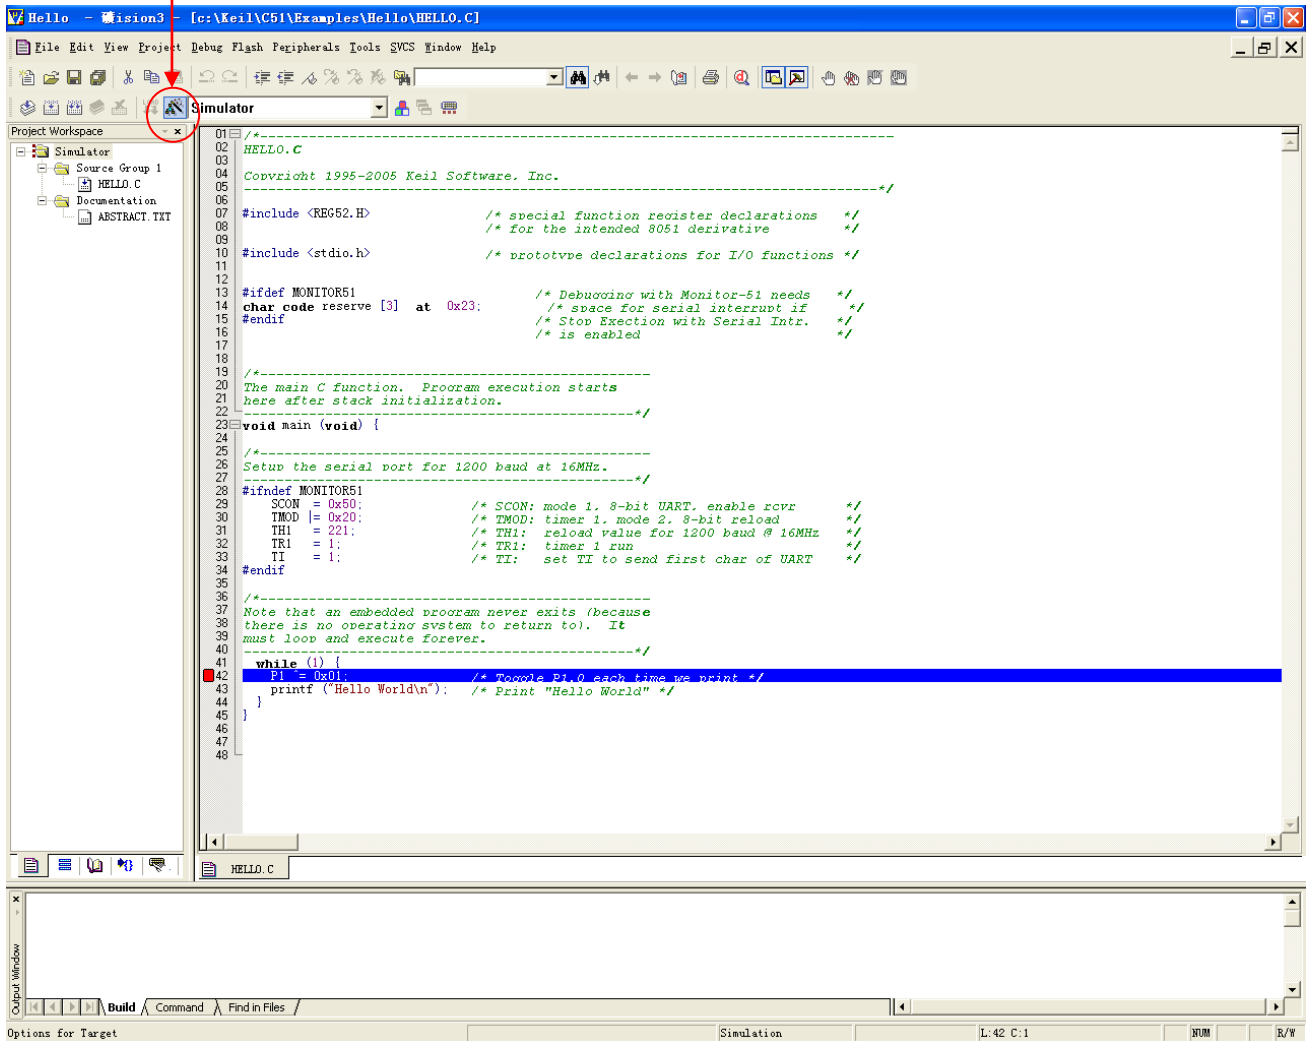 Hello - 礦ision3 - [c:\Keil\C51\Examples\Hello\HELLO.C]
File Edit View Project Debug Flash Peripherals Tools SVCS Window Help
Simulator
Project Workspace
Simulator
Source Group 1
HELLO.C
Documentation
ABSTRACT.TXT
01 /*------------------------------------------------------------------------------
02 HELLO.C
03
04 Copyright 1995-2005 Keil Software, Inc.
05 ------------------------------------------------------------------------------*/
06
07 #include <REG52.H> /* special function register declarations */
08 /* for the intended 8051 derivative */
09
10 #include <stdio.h> /* prototype declarations for I/O functions */
11
12
13 #ifdef MONITOR51 /* Debugging with Monitor-51 needs */
14 char code reserve [3] at 0x23; /* space for serial interrupt if */
15 #endif /* Stop Exection with Serial Intr. */
16 /* is enabled */
17
18
19 /*------------------------------------------------
20 The main C function. Program execution starts
21 here after stack initialization.
22 ------------------------------------------------*/
23 void main (void) {
24
25 /*------------------------------------------------
26 Setup the serial port for 1200 baud at 16MHz.
27 ------------------------------------------------*/
28 #ifndef MONITOR51
29 SCON = 0x50; /* SCON: mode 1, 8-bit UART, enable rcvr */
30 TMOD |= 0x20; /* TMOD: timer 1, mode 2, 8-bit reload */
31 TH1 = 221; /* TH1: reload value for 1200 baud @ 16MHz */
32 TR1 = 1; /* TR1: timer 1 run */
33 TI = 1; /* TI: set TI to send first char of UART */
34 #endif
35
36 /*------------------------------------------------
37 Note that an embedded program never exits (because
38 there is no operating system to return to). It
39 must loop and execute forever.
40 ------------------------------------------------*/
41 while (1) {
42 P1 ^= 0x01; /* Toggle P1.0 each time we print */
43 printf ("Hello World\n"); /* Print "Hello World" */
44 }
45 }
46
47
48
HELLO.C
Output Window
Build Command Find in Files
Options for Target Simulation L:42 C:1 NUM R/W